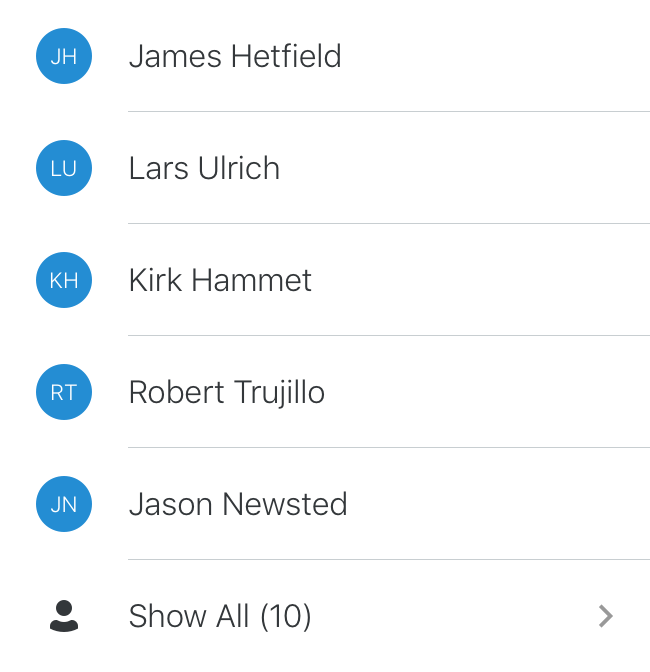 JH James Hetfield
LU Lars Ulrich
KH Kirk Hammet
RT Robert Trujillo
JN Jason Newsted
Show All (10)